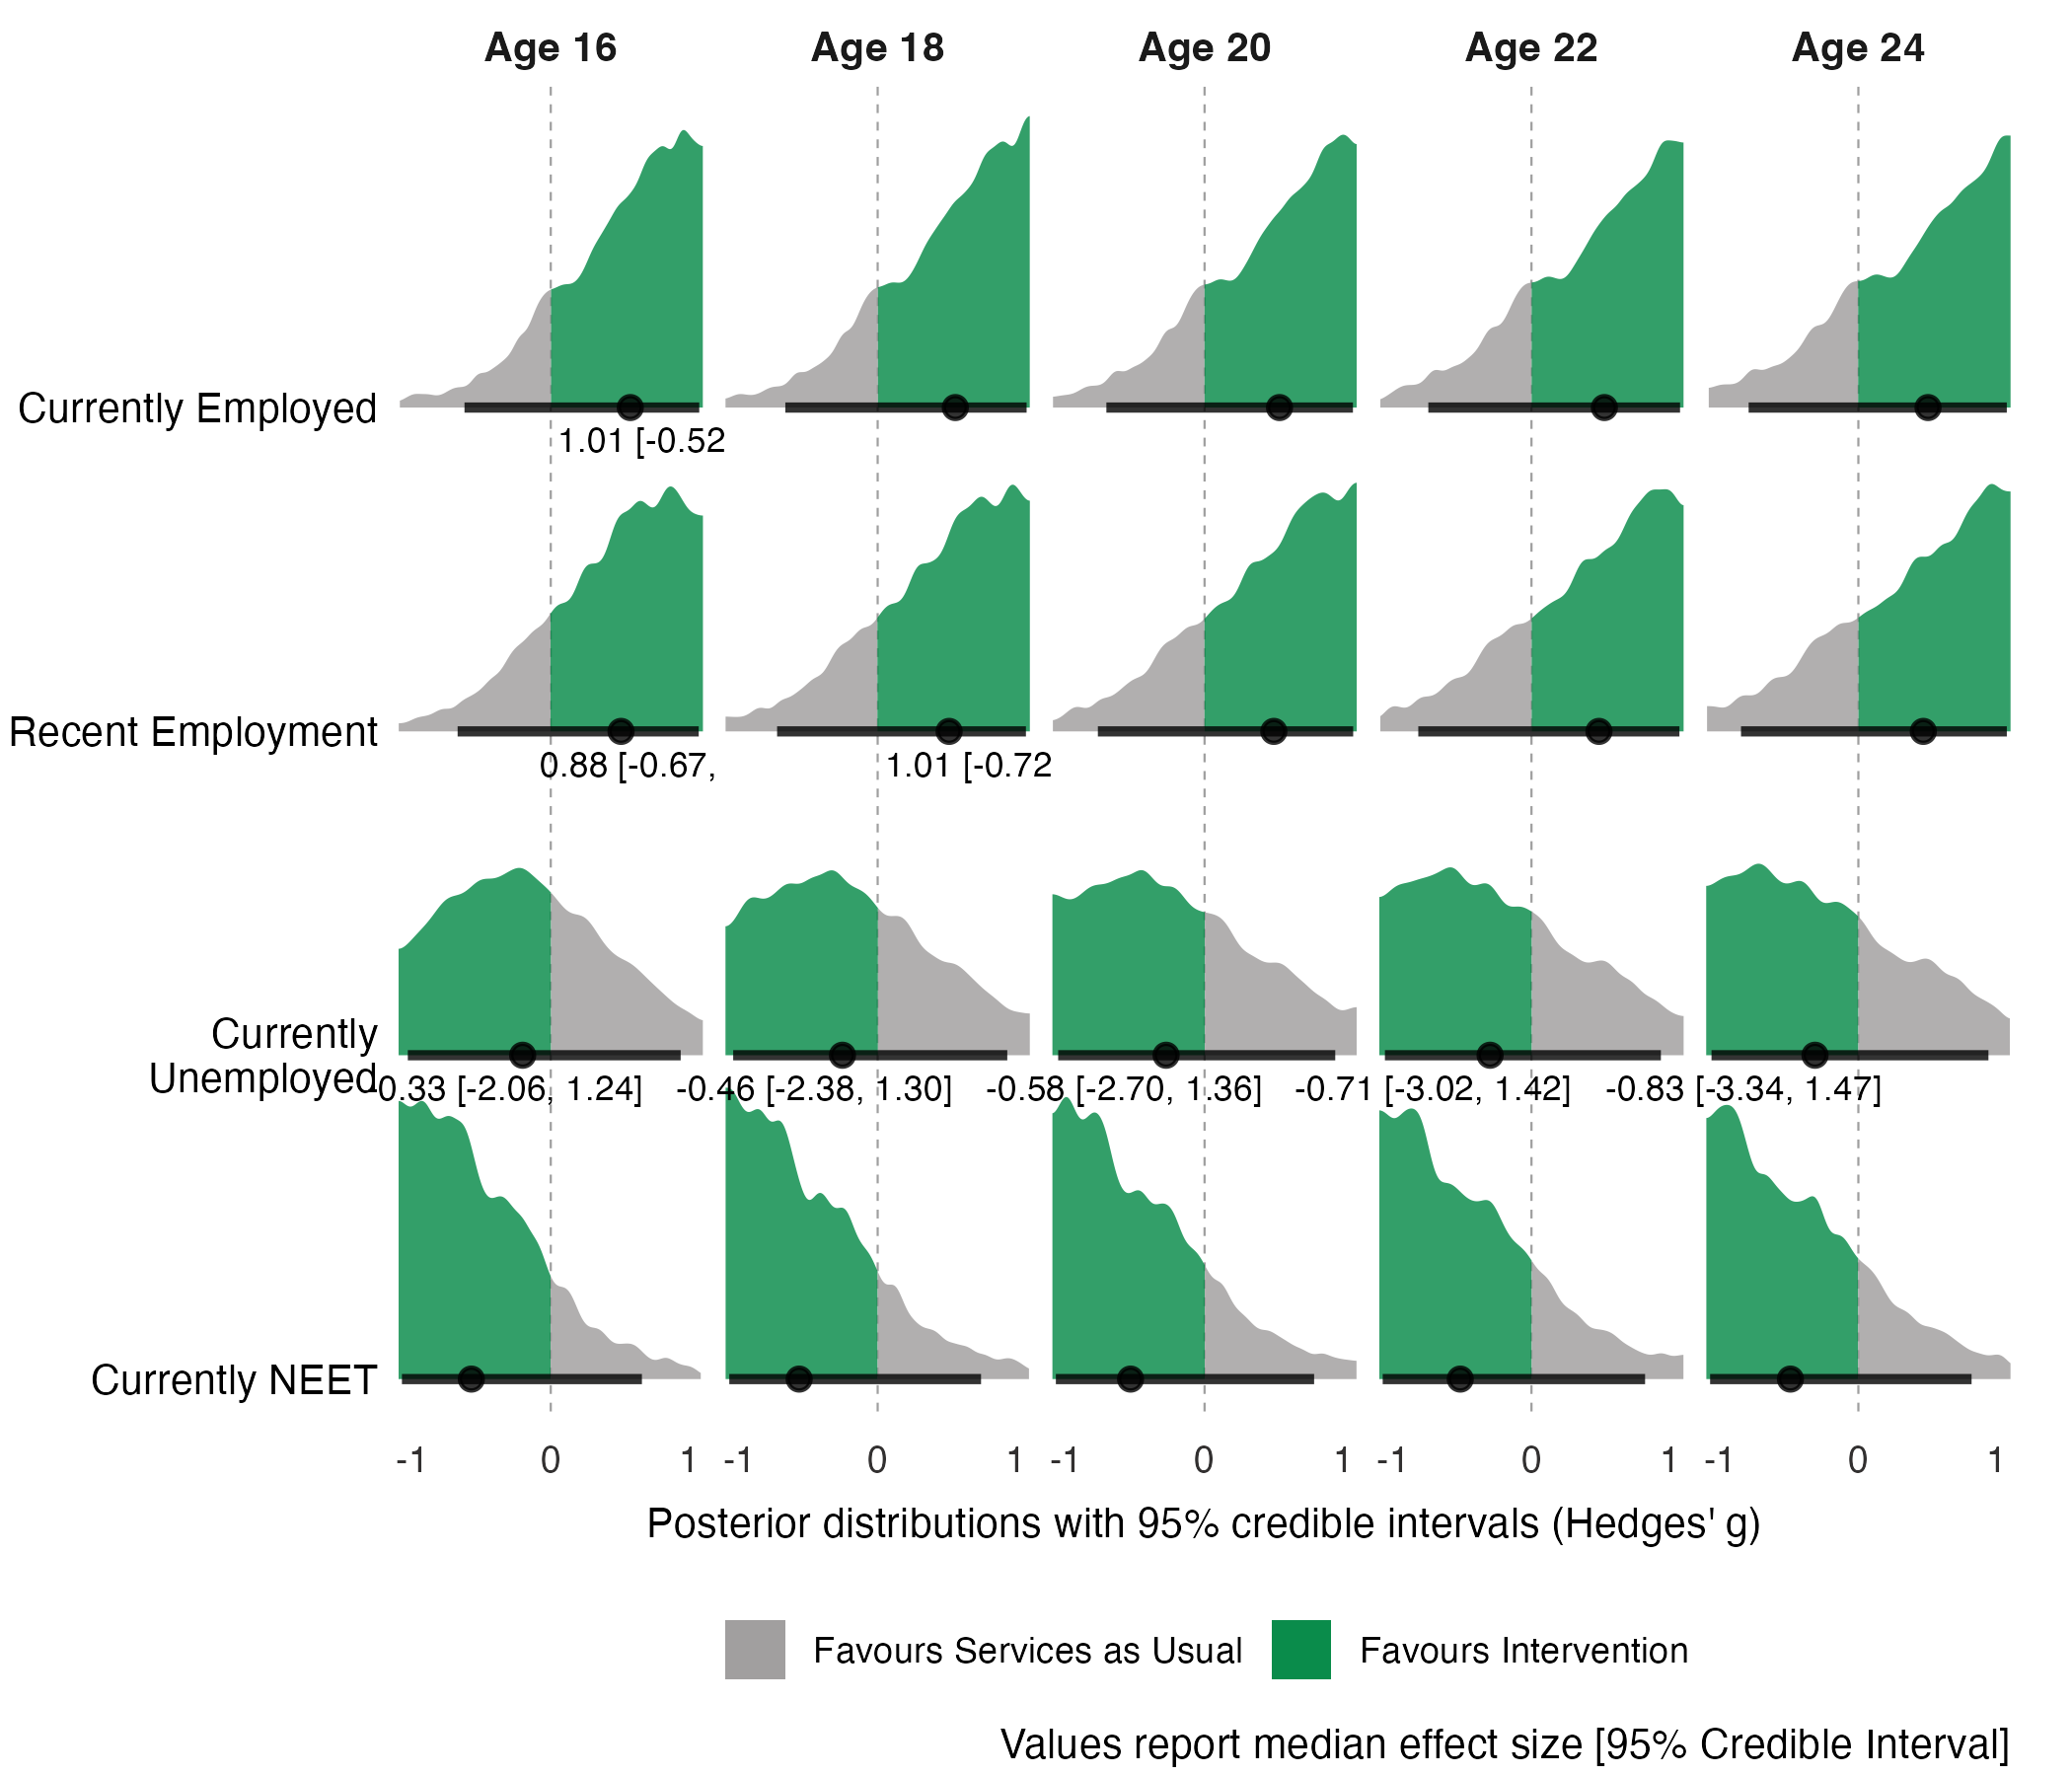 Age 16 Age 18 Age 20 Age 22 Age 24
Currently Employed
1.01 [-0.52
Recent Employment
0.88 [-0.67, 1.01 [-0.72
Currently
Unemployed
0.33 [-2.06, 1.24] -0.46 [-2.38, 1.30] -0.58 [-2.70, 1.36] -0.71 [-3.02, 1.42] -0.83 [-3.34, 1.47]
Currently NEET
-1 0 1 -1 0 1 -1 0 1 -1 0 1 -1 0 1
Posterior distributions with 95% credible intervals (Hedges' g)
Favours Services as Usual Favours Intervention
Values report median effect size [95% Credible Interval]